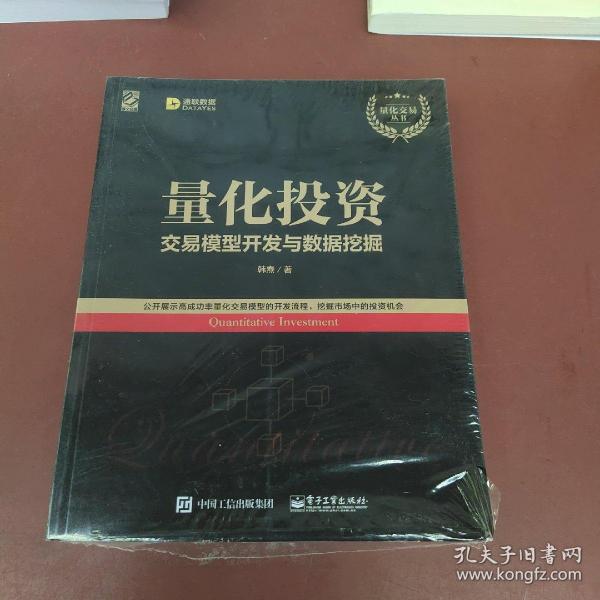 通联数据
DATAYES
量化交易
丛书
量化投资
交易模型开发与数据挖掘
韩焘/著
公开展示高成功率量化交易模型的开发流程，挖掘市场中的投资机会
Quantitative Investment
Quantitative
中国工信出版集团
电子工业出版社
孔夫子旧书网
www.kongfz.com